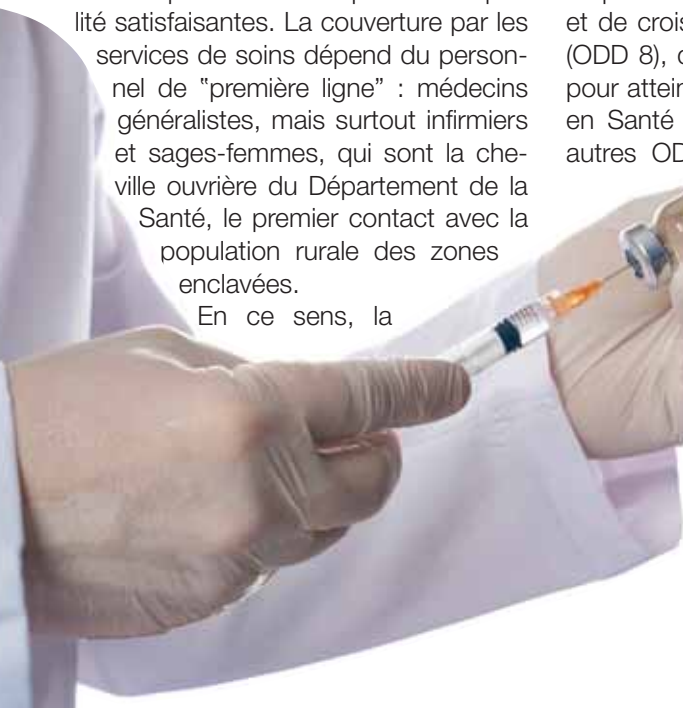 lité satisfaisantes. La couverture par les
services de soins dépend du person-
nel de "première ligne" : médecins
généralistes, mais surtout infirmiers
et sages-femmes, qui sont la che-
ville ouvrière du Département de la
Santé, le premier contact avec la
population rurale des zones
enclavées.
En ce sens, la
et de crois
(ODD 8), 
pour attein
en Santé
autres OD